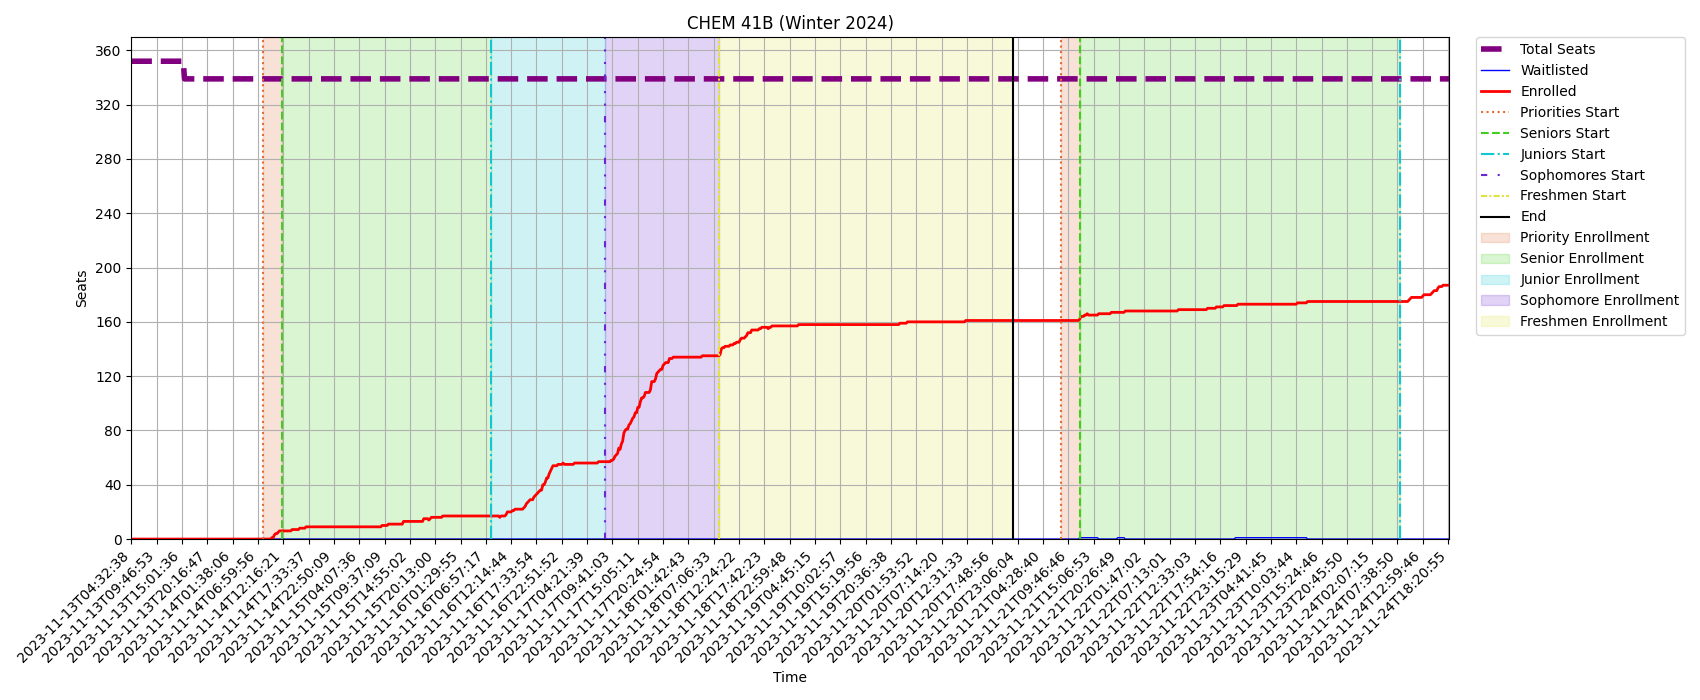 CHEM 41B (Winter 2024)
Seats
360
320
280
240
200
160
120
80
40
0
2023-11-13T04:32:38
2023-11-13T09:46:53
2023-11-13T15:01:36
2023-11-13T20:16:47
2023-11-14T01:38:06
2023-11-14T06:59:56
2023-11-14T12:16:21
2023-11-14T17:33:37
2023-11-14T22:50:09
2023-11-15T04:07:36
2023-11-15T09:37:09
2023-11-15T14:55:02
2023-11-15T20:13:00
2023-11-16T01:29:55
2023-11-16T06:57:17
2023-11-16T12:14:44
2023-11-16T17:33:54
2023-11-16T22:51:52
2023-11-17T04:21:39
2023-11-17T09:41:03
2023-11-17T15:05:11
2023-11-17T20:24:54
2023-11-18T01:42:43
2023-11-18T07:06:33
2023-11-18T12:24:22
2023-11-18T17:42:23
2023-11-18T22:59:48
2023-11-19T04:45:15
2023-11-19T10:02:57
2023-11-19T15:19:56
2023-11-19T20:36:38
2023-11-20T01:53:52
2023-11-20T07:14:20
2023-11-20T12:31:33
2023-11-20T17:48:56
2023-11-20T23:06:04
2023-11-21T04:28:40
2023-11-21T09:46:46
2023-11-21T15:06:53
2023-11-21T20:26:49
2023-11-22T01:47:02
2023-11-22T07:13:01
2023-11-22T12:33:03
2023-11-22T17:54:16
2023-11-22T23:15:29
2023-11-23T04:41:45
2023-11-23T10:03:44
2023-11-23T15:24:46
2023-11-23T20:45:50
2023-11-24T02:07:15
2023-11-24T07:38:50
2023-11-24T12:59:46
2023-11-24T18:20:55
Time
Total Seats
Waitlisted
Enrolled
Priorities Start
Seniors Start
Juniors Start
Sophomores Start
Freshmen Start
End
Priority Enrollment
Senior Enrollment
Junior Enrollment
Sophomore Enrollment
Freshmen Enrollment